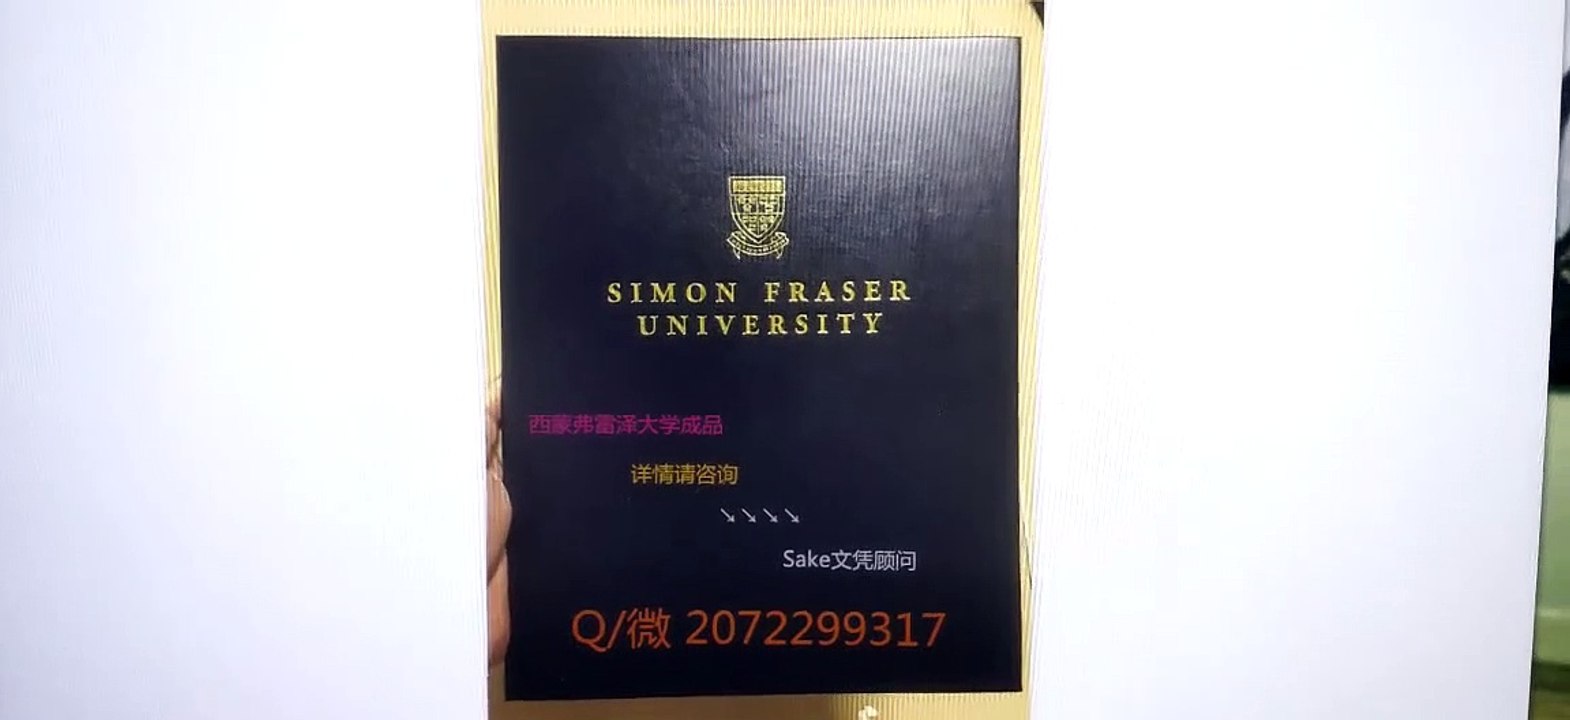 SIMON FRASER
UNIVERSITY
西蒙弗雷泽大学成品
详情请咨询
↘↘↘↘
Sake文凭顾问
Q/微 2072299317